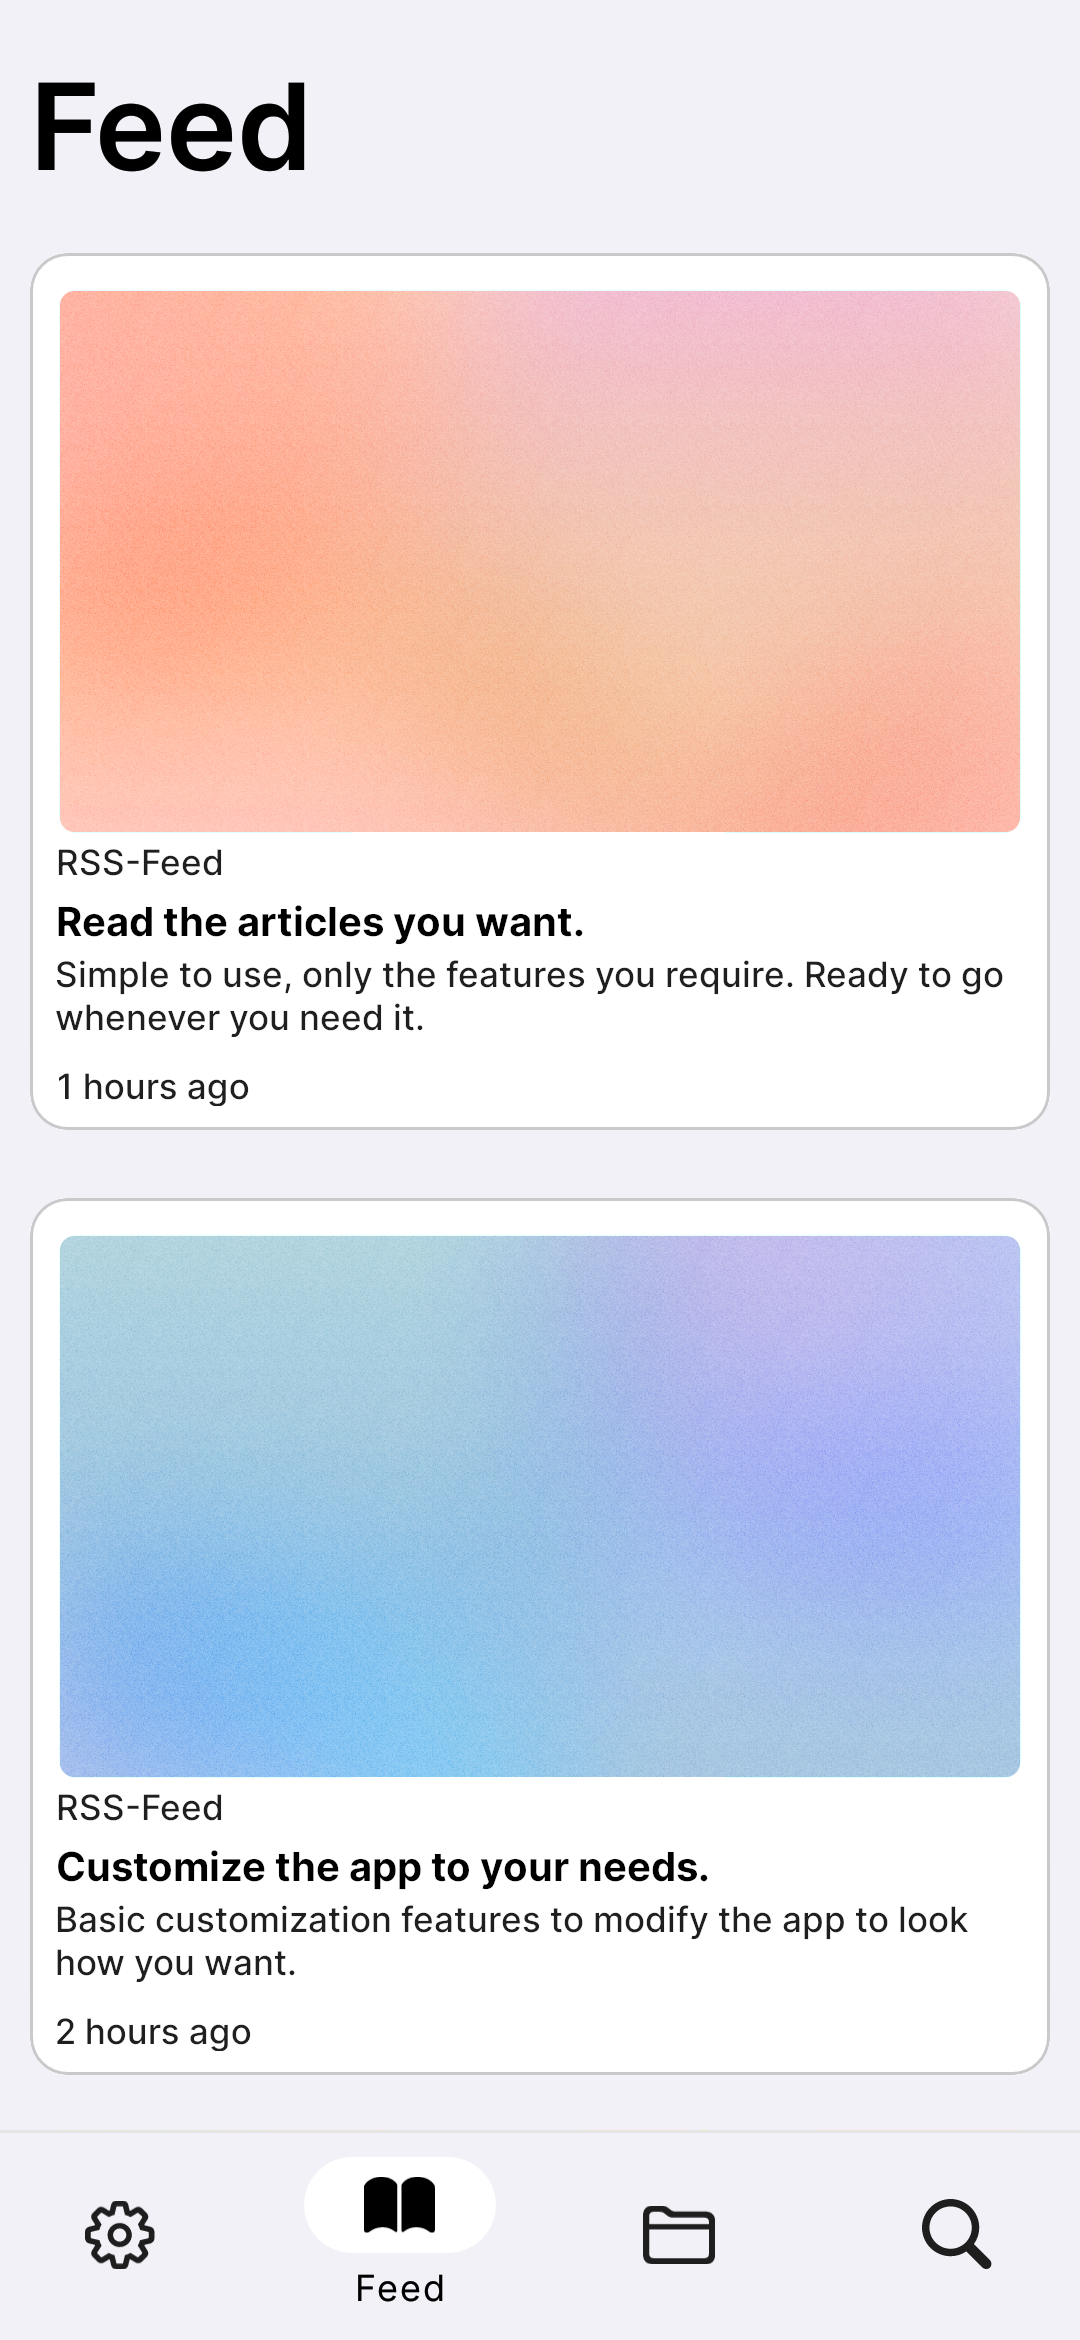 Feed
RSS-Feed
Read the articles you want.
Simple to use, only the features you require. Ready to go
whenever you need it.
1 hours ago
RSS-Feed
Customize the app to your needs.
Basic customization features to modify the app to look
how you want.
2 hours ago
Feed